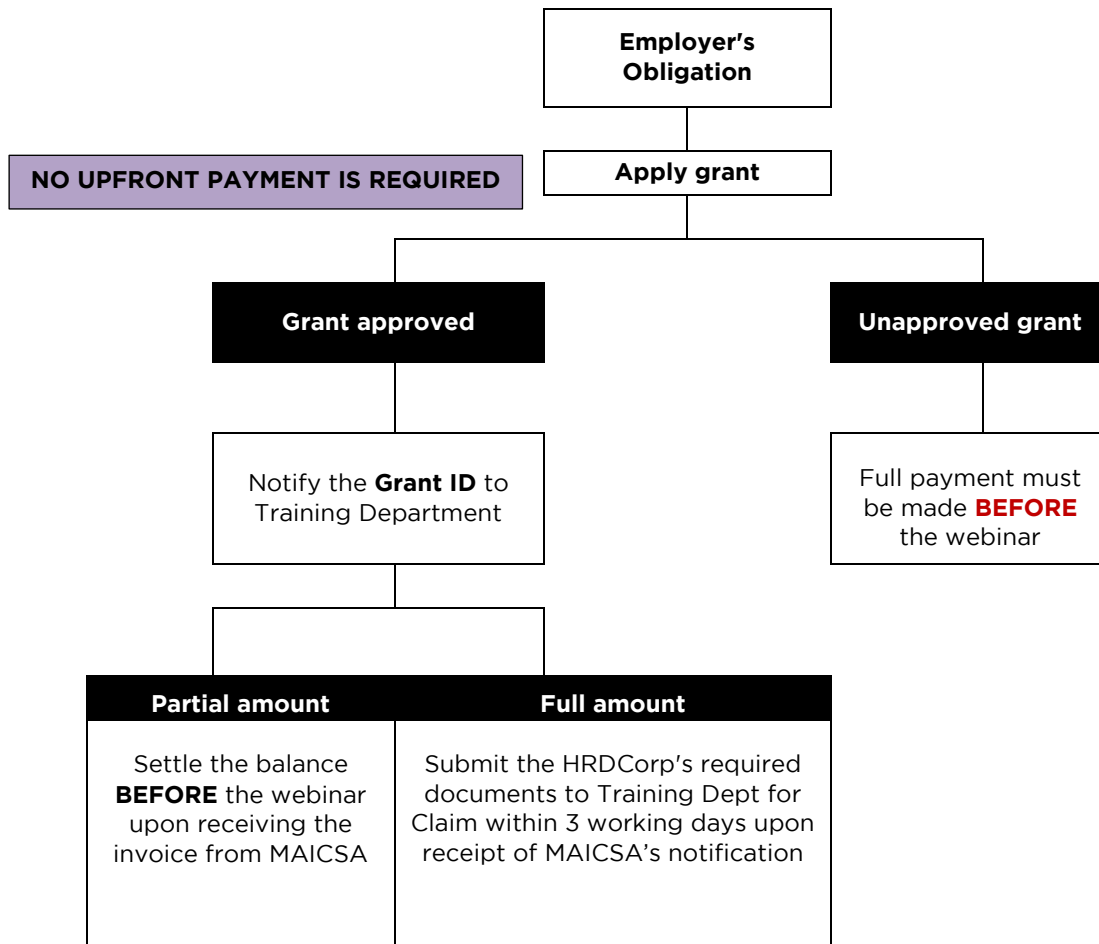 Employer's
Obligation
NO UPFRONT PAYMENT IS REQUIRED
Apply grant
Grant approved
Unapproved grant
Notify the Grant ID to
Training Department
Full payment must
be made BEFORE
the webinar
Partial amount
Full amount
Settle the balance
BEFORE the webinar
upon receiving the
invoice from MAICSA
Submit the HRDCorp's required
documents to Training Dept for
Claim within 3 working days upon
receipt of MAICSA’s notification